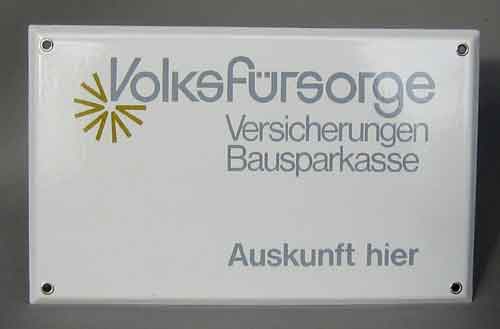 Volksfürsorge
Versicherungen
Bausparkasse
Auskunft hier